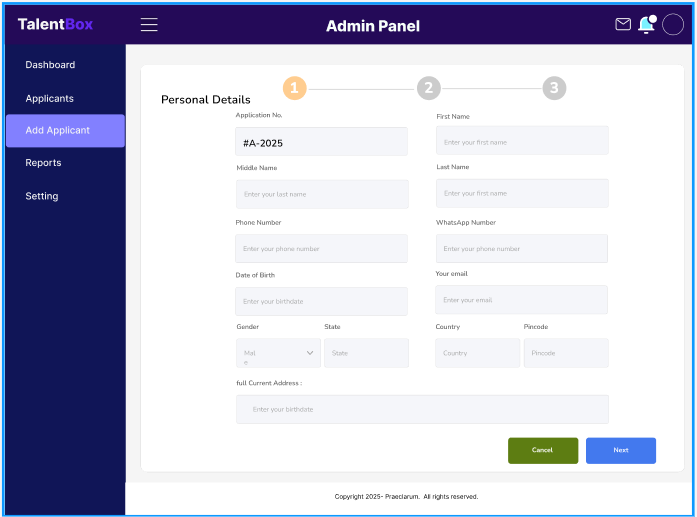 TalentBox
Admin Panel
Dashboard
Applicants
Add Applicant
Reports
Setting
1
2
3
Personal Details
Application No.
First Name
#A-2025
Enter your first name
Middle Name
Last Name
Enter your last name
Enter your first name
Phone Number
WhatsApp Number
Enter your phone number
Enter your phone number
Date of Birth
Your email
Enter your birthdate
Enter your email
Gender
State
Country
Pincode
Mal
e
State
Country
Pincode
full Current Address :
Enter your birthdate
Cancel
Next
Copyright 2025- Praeclarum. All rights reserved.